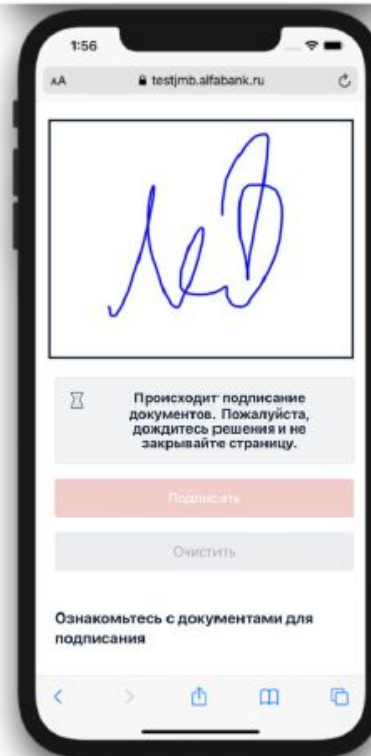 1:56
AA testjmb.alfabank.ru
Происходит подписание
документов. Пожалуйста,
дождитесь решения и не
закрывайте страницу.
Подписать
Очистить
Ознакомьтесь с документами для
подписания